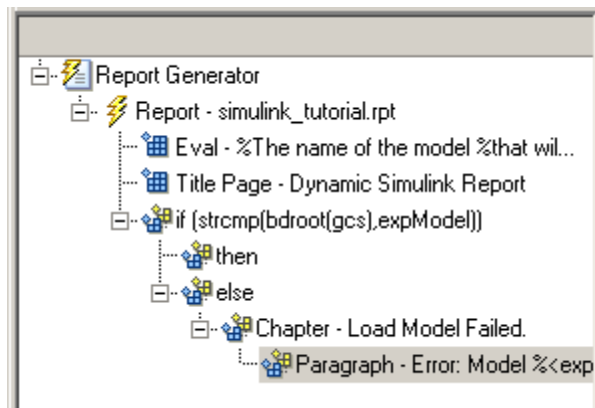 Report Generator
Report - simulink_tutorial.rpt
Eval - %The name of the model %that wil...
Title Page - Dynamic Simulink Report
if (strcmp(bdroot(gcs),expModel))
then
else
Chapter - Load Model Failed.
Paragraph - Error: Model %<exp